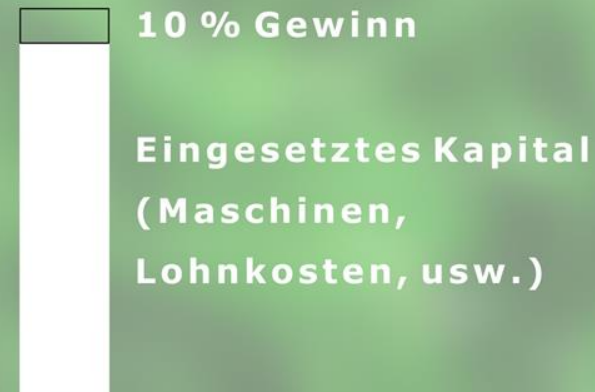 10 % Gewinn
Eingesetztes Kapital
(Maschinen,
Lohnkosten, usw.)